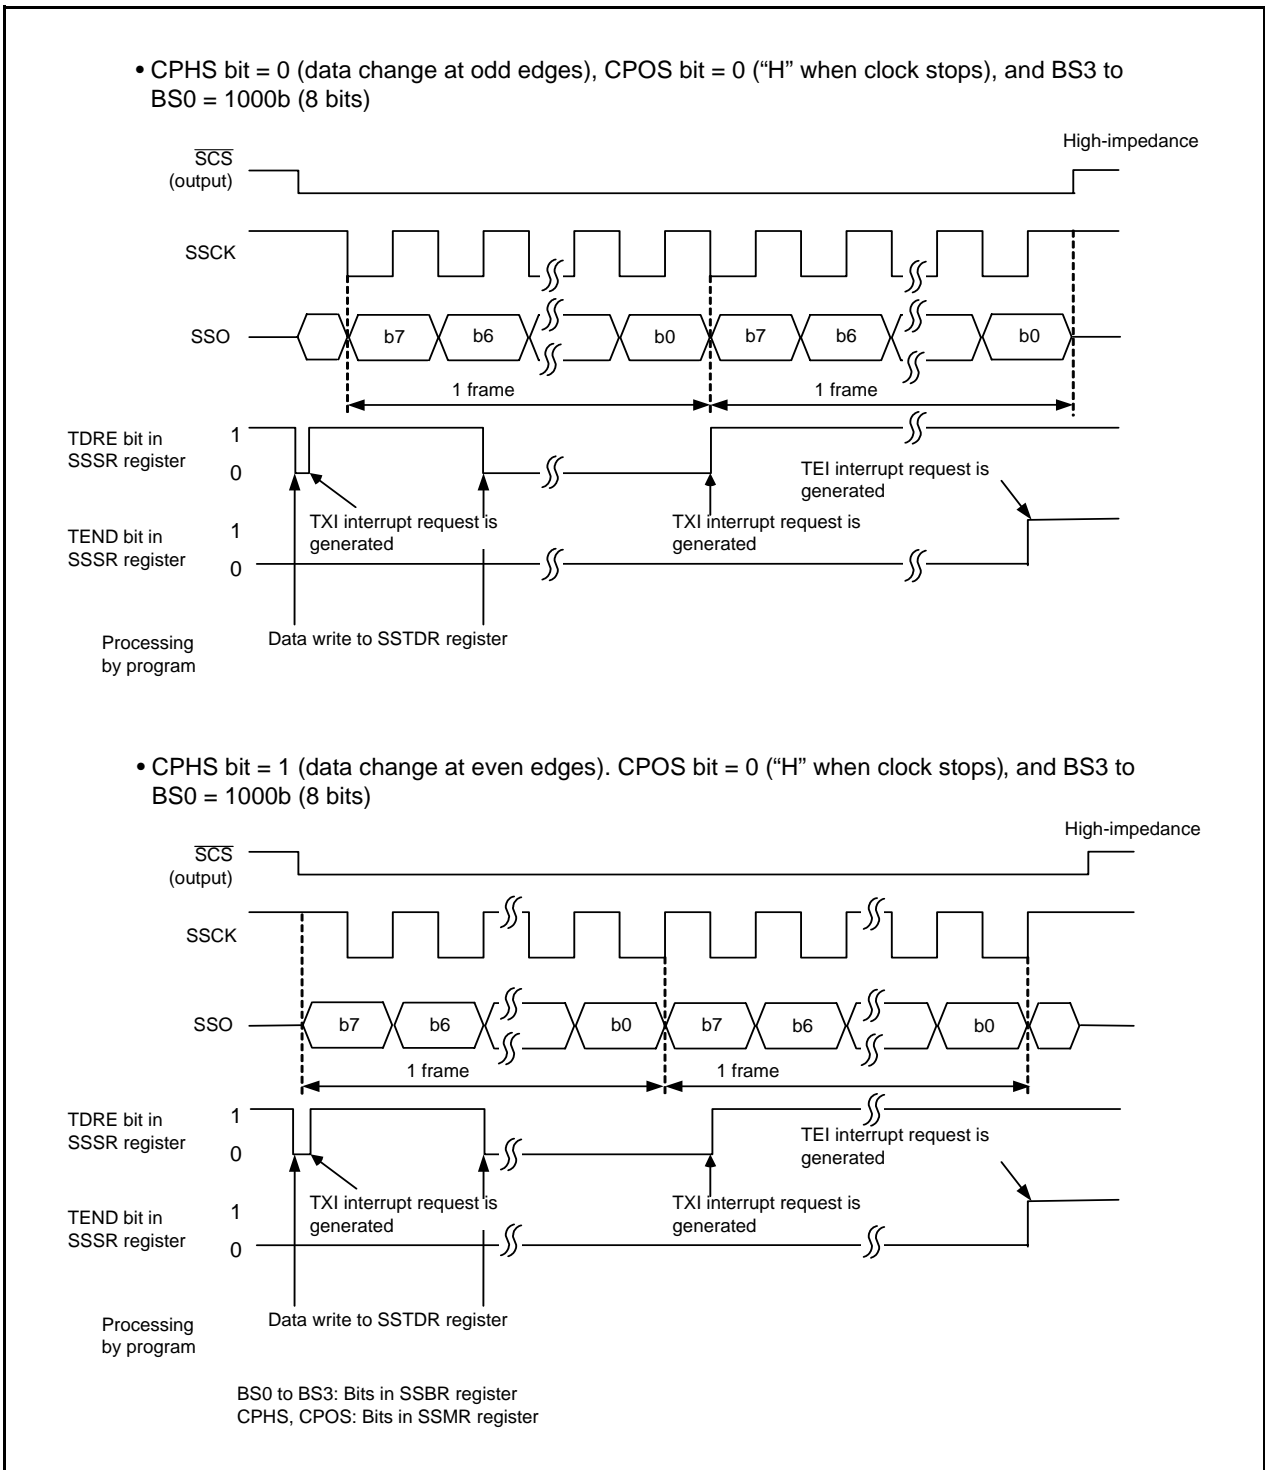 • CPHS bit = 0 (data change at odd edges), CPOS bit = 0 (“H” when clock stops), and BS3 to
BS0 = 1000b (8 bits)
High-impedance
SCS
(output)
SSCK
SSO
b7
b6
b0
b7
b6
b0
1 frame
1 frame
TDRE bit in
SSSR register
1
0
TEI interrupt request is
generated
TXI interrupt request is
generated
TXI interrupt request is
generated
TEND bit in
SSSR register
1
0
Processing
by program
Data write to SSTDR register
• CPHS bit = 1 (data change at even edges). CPOS bit = 0 (“H” when clock stops), and BS3 to
BS0 = 1000b (8 bits)
High-impedance
SCS
(output)
SSCK
SSO
b7
b6
b0
b7
b6
b0
1 frame
1 frame
TDRE bit in
SSSR register
1
0
TEI interrupt request is
generated
TXI interrupt request is
generated
TXI interrupt request is
generated
TEND bit in
SSSR register
1
0
Processing
by program
Data write to SSTDR register
BS0 to BS3: Bits in SSBR register
CPHS, CPOS: Bits in SSMR register